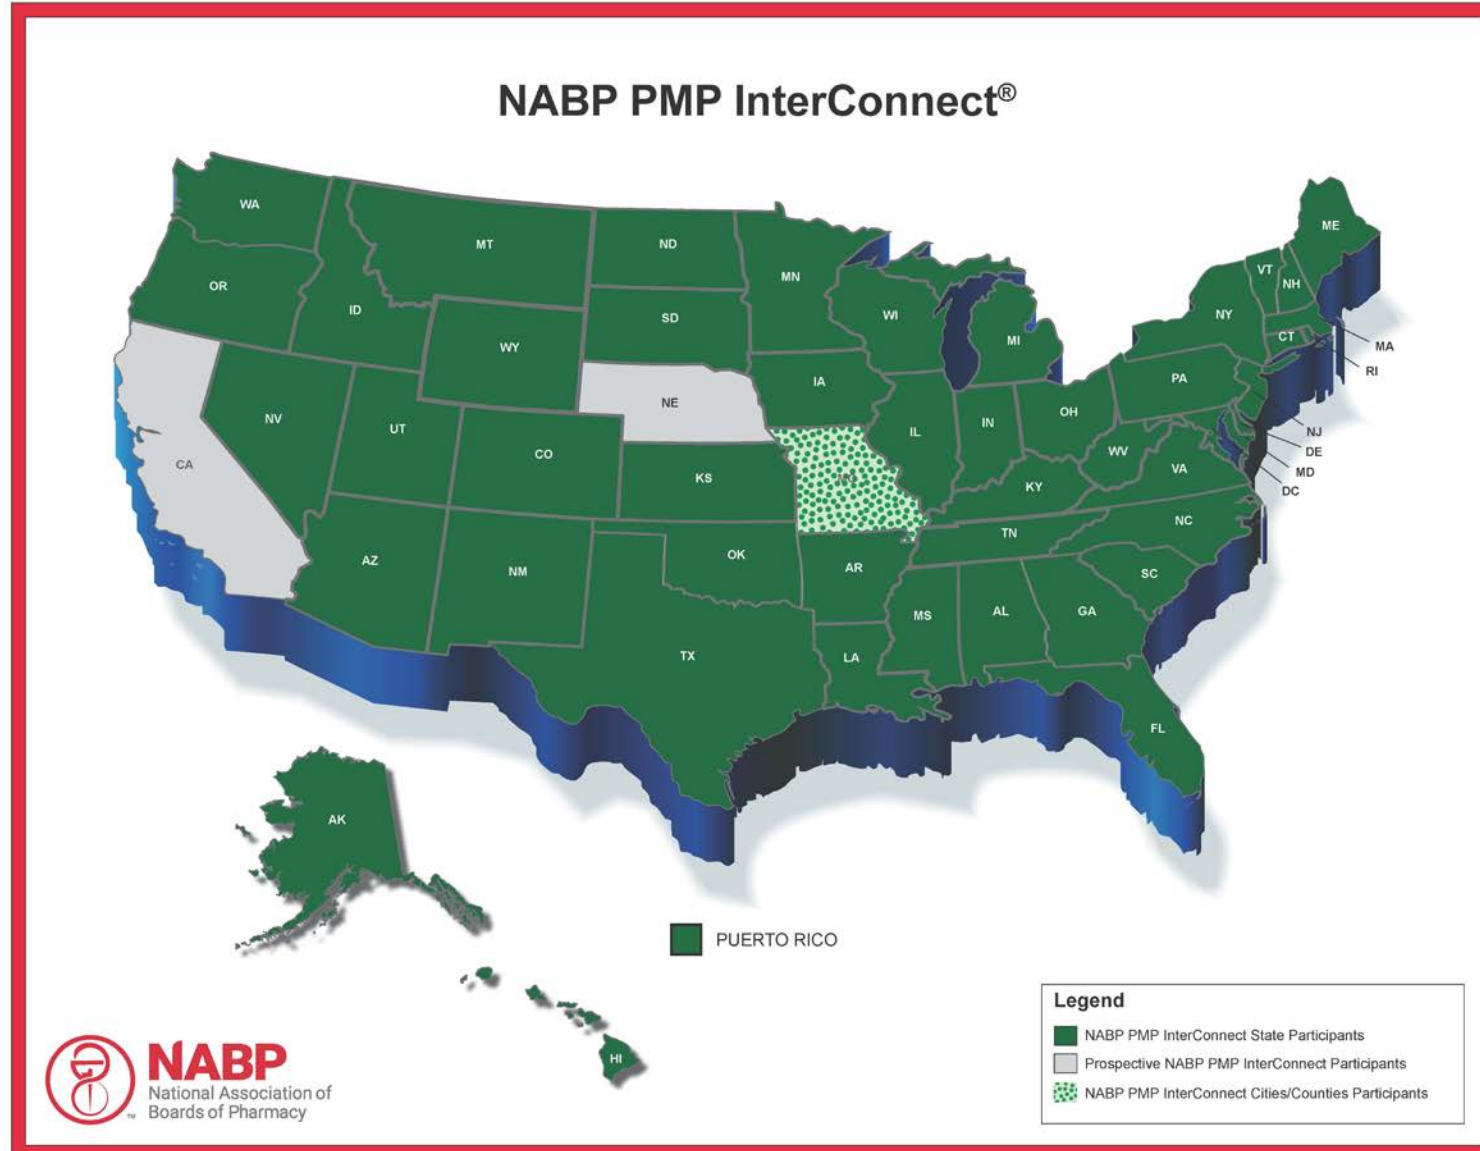 NABP PMP InterConnect®
WA
MT
ND
MN
ME
VT
NH
OR
ID
SD
WI
NY
WY
MI
CT
MA
RI
IA
PA
NE
NV
UT
IL
IN
OH
NJ
CO
WV
DE
CA
KS
MO
KY
VA
MD
DC
NC
TN
AZ
NM
OK
AR
SC
MS
AL
GA
TX
LA
FL
AK
PUERTO RICO
HI
Legend
NABP PMP InterConnect State Participants
Prospective NABP PMP InterConnect Participants
NABP PMP InterConnect Cities/Counties Participants
NABP
National Association of
Boards of Pharmacy
TM